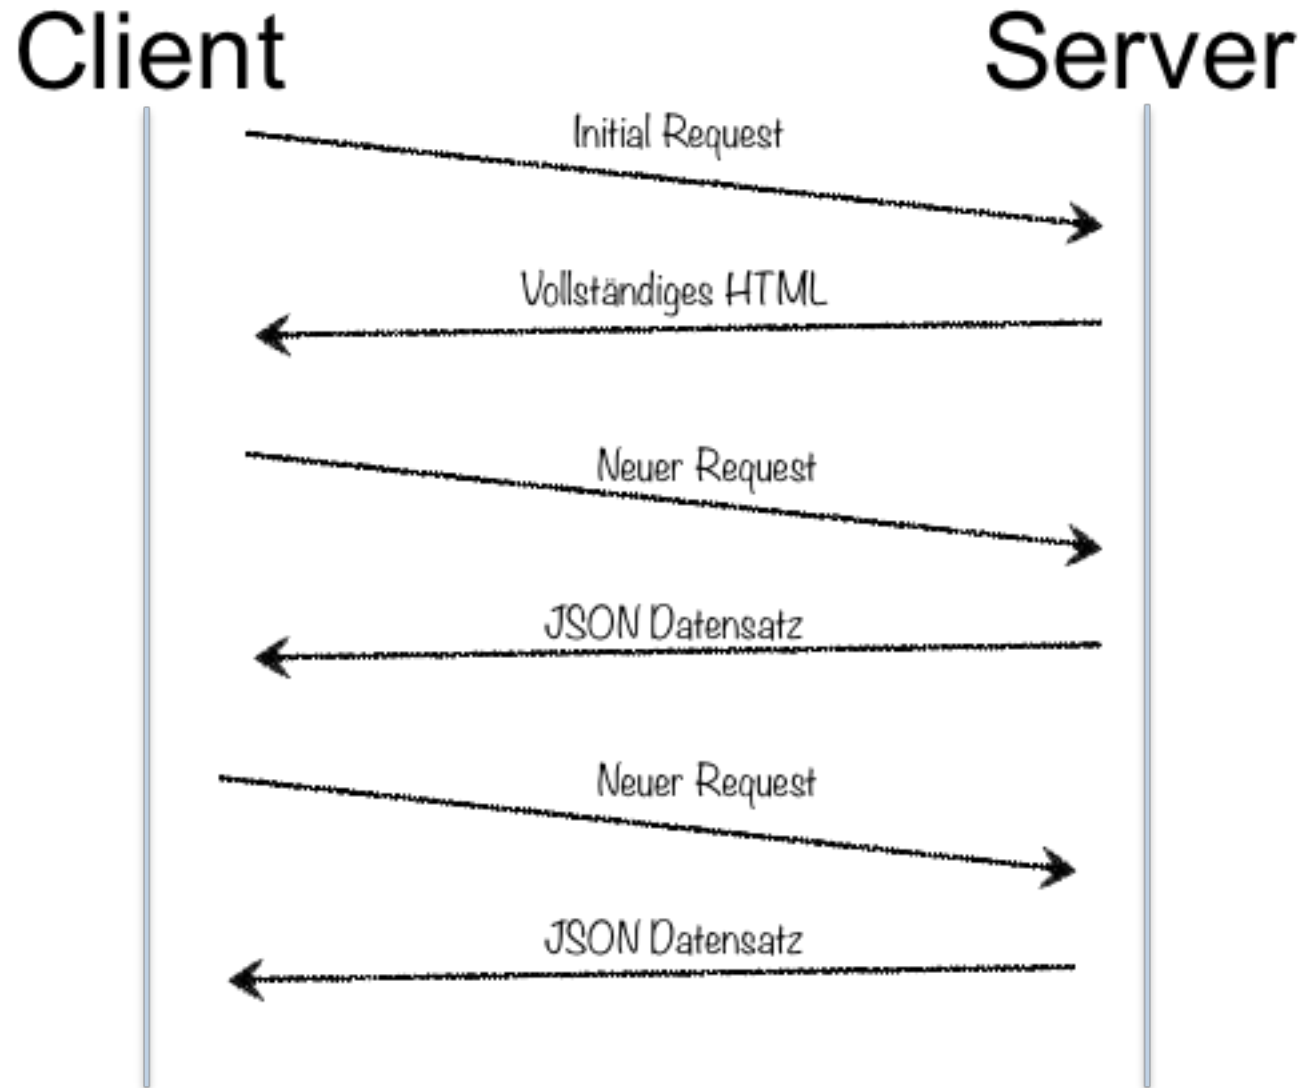 Client
Server
Initial Request
Vollständiges HTML
Neuer Request
JSON Datensatz
Neuer Request
JSON Datensatz